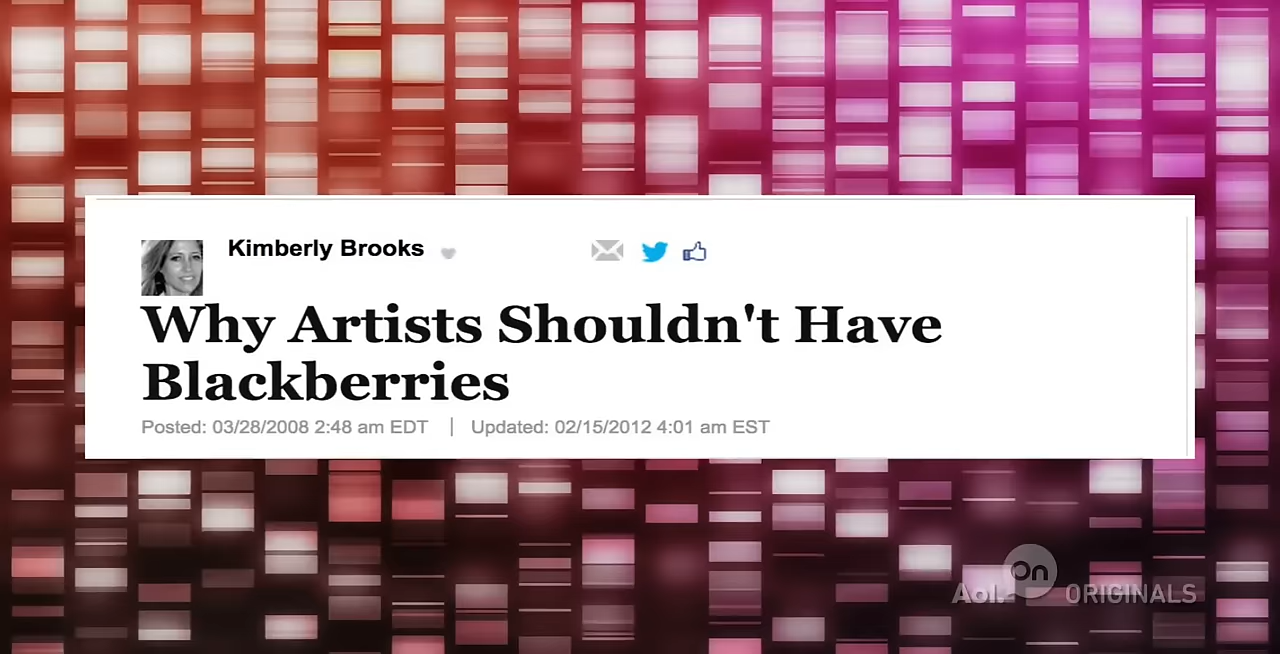 Kimberly Brooks
Why Artists Shouldn't Have
Blackberries
Posted: 03/28/2008 2:48 am EDT | Updated: 02/15/2012 4:01 am EST
Aol. On ORIGINALS